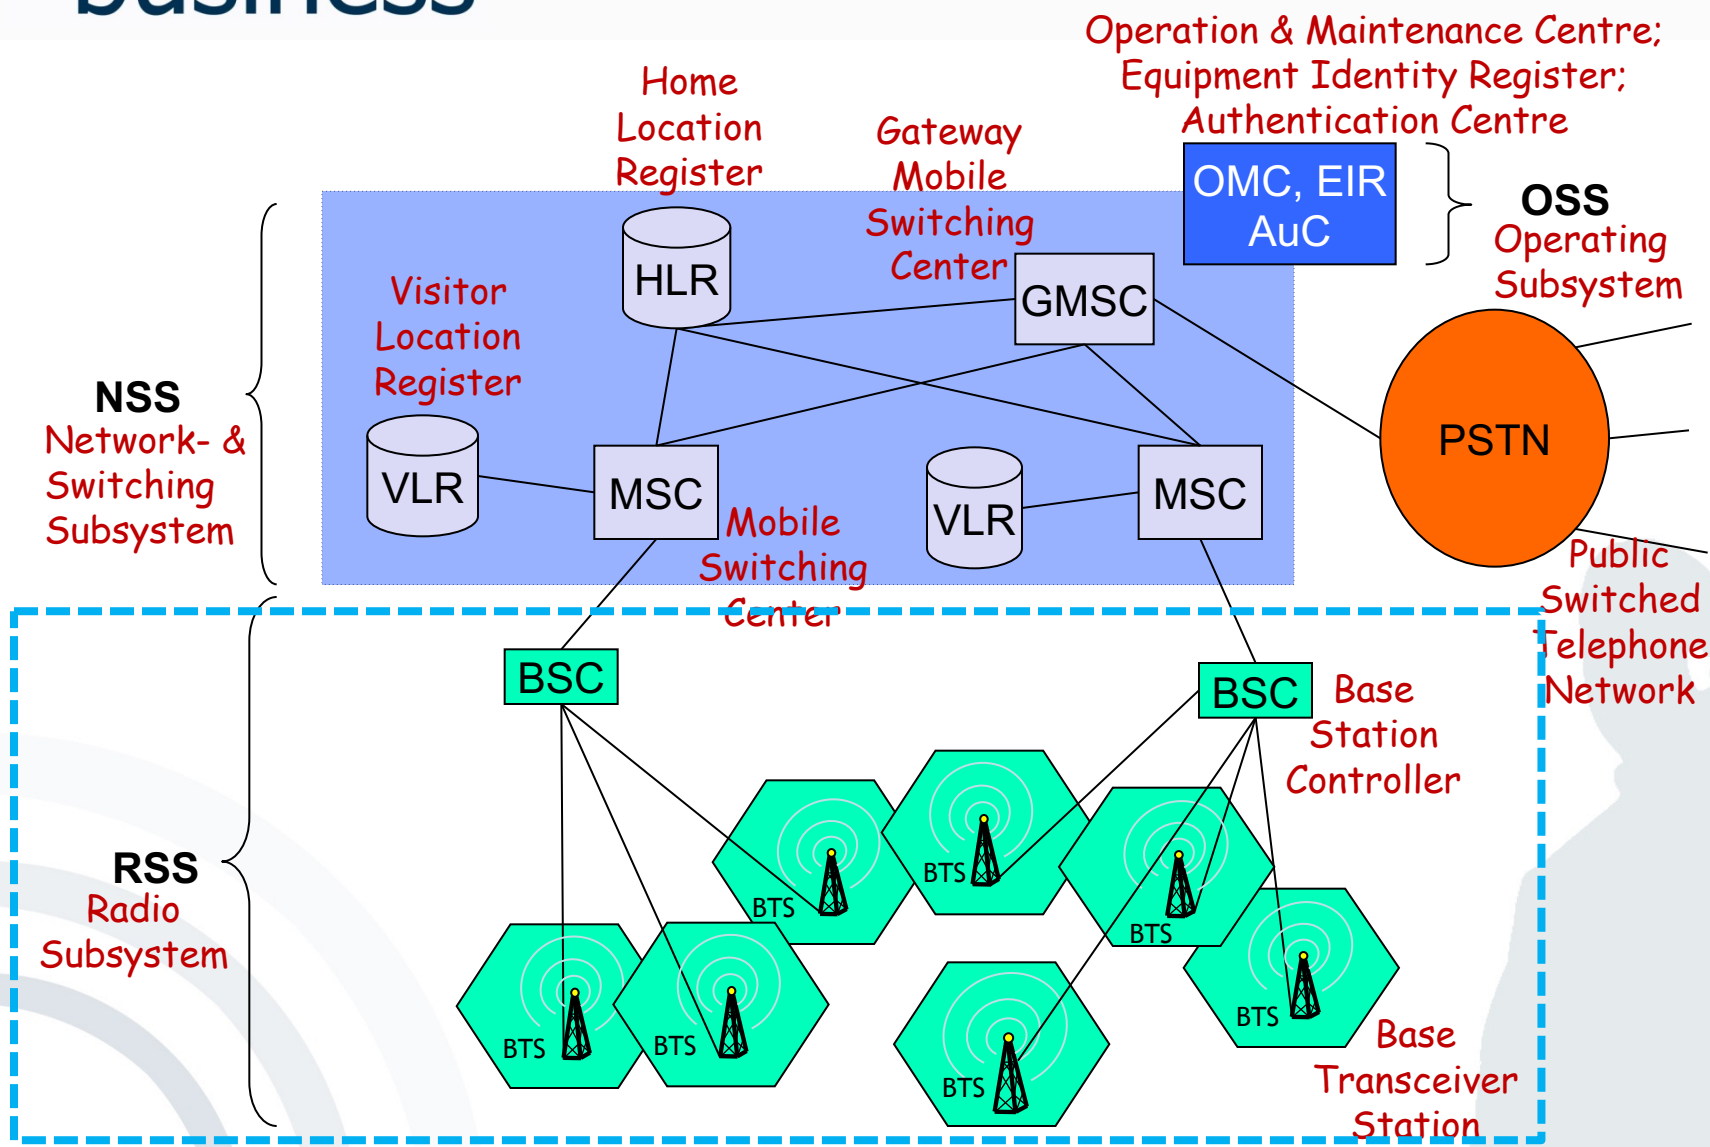 business
Operation & Maintenance Centre;
Equipment Identity Register;
Authentication Centre
Home
Location
Register
Gateway
Mobile
Switching
Center
OMC, EIR
AuC
OSS
Operating
Subsystem
HLR
GMSC
Visitor
Location
Register
NSS
Network- &
Switching
Subsystem
VLR
MSC
Mobile
Switching
Center
VLR
MSC
PSTN
Public
Switched
Telephone
Network
BSC
BSC
Base
Station
Controller
RSS
Radio
Subsystem
BTS
BTS
BTS
BTS
BTS
BTS
BTS
Base
Transceiver
Station